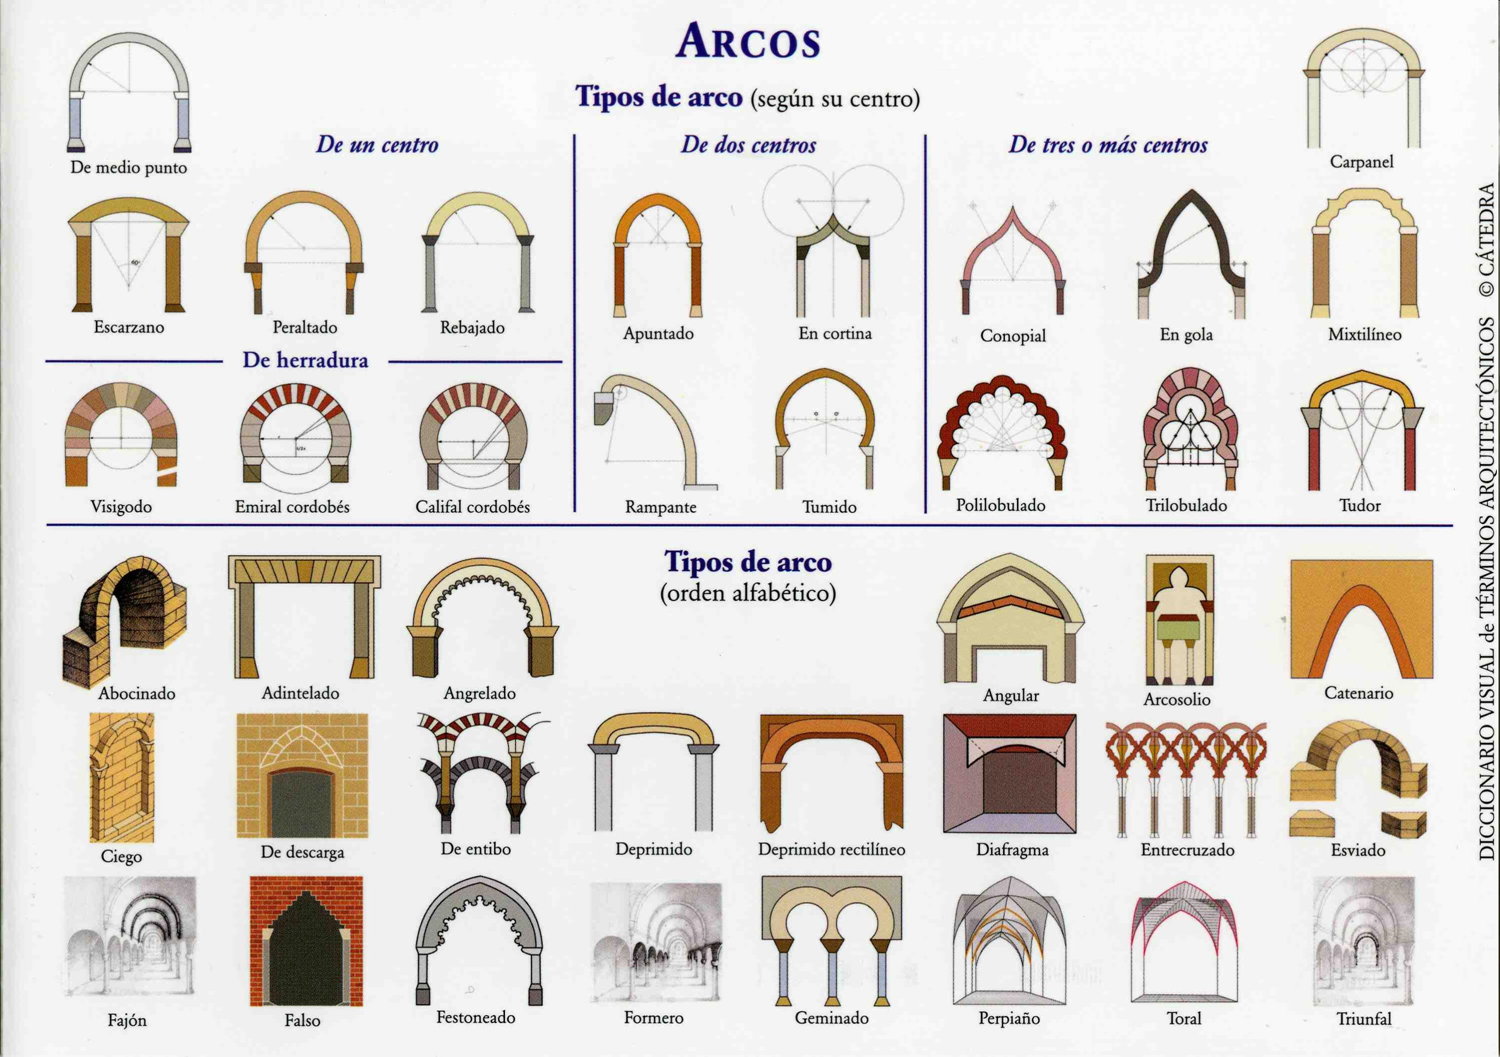 ARCOS
Tipos de arco (según su centro)
De un centro
De dos centros
De tres o más centros
De medio punto
Carpanel
Escarzano
Peraltado
Rebajado
Apuntado
En cortina
Conopial
En gola
Mixtilíneo
De herradura
Visigodo
Emiral cordobés
Califal cordobés
Rampante
Tumido
Polilobulado
Trilobulado
Tudor
Tipos de arco
(orden alfabético)
Abocinado
Adintelado
Angrelado
Angular
Arcosolio
Catenario
Ciego
De descarga
De entibo
Deprimido
Deprimido rectilíneo
Diafragma
Entrecruzado
Esviado
Fajón
Falso
Festoneado
Formero
Geminado
Perpiaño
Toral
Triunfal
DICCIONARIO VISUAL de TÉRMINOS ARQUITECTÓNICOS © CÁTEDRA